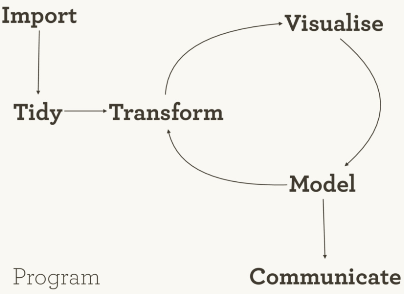 Import
Visualise
Tidy
Transform
Model
Program
Communicate